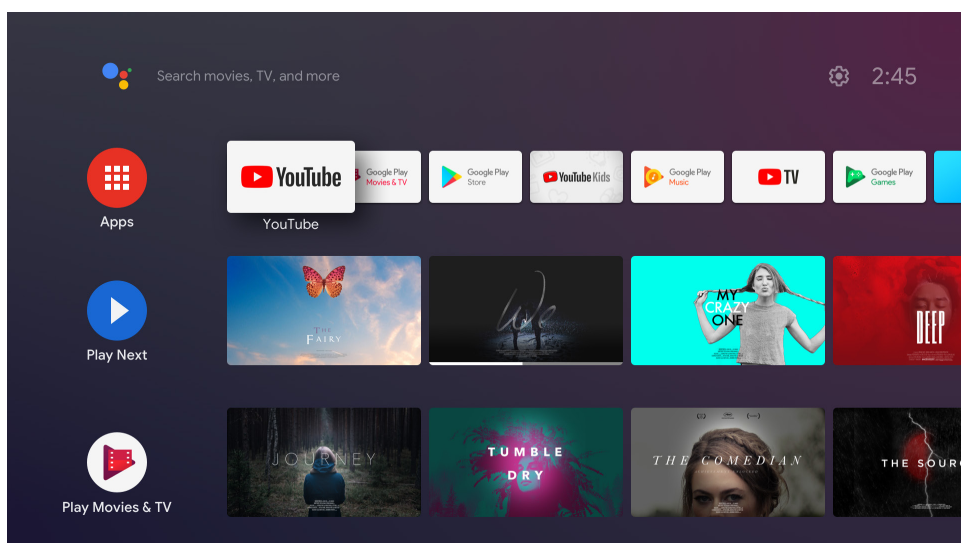 Search movies, TV, and more
2:45
Apps
YouTube
Google Play
Movies & TV
Google Play
Store
YouTube Kids
Google Play
Music
TV
Google Play
Games
YouTube
Play Next
THE
FAIRY
We
MY
CRAZY
ONE
DEEP
Play Movies & TV
JOURNEY
TUMBLE
DRY
THE COMEDIAN
THE SOURC